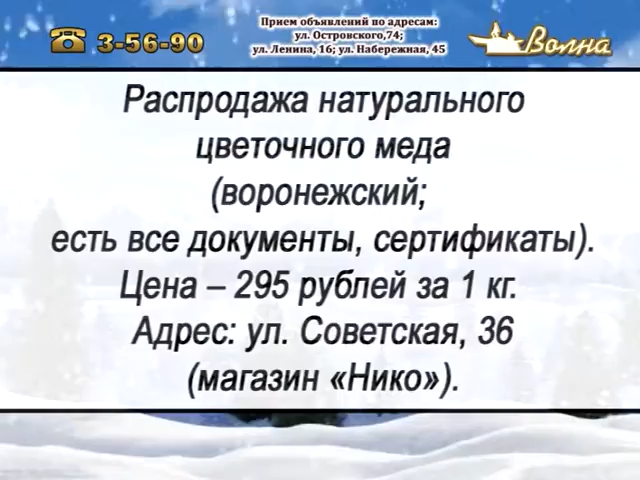 Прием объявлений по адресам:
ул. Островского,74;
ул. Ленина, 16; ул. Набережная, 45
☎ 3-56-90
Волна
Распродажа натурального
цветочного меда
(воронежский;
есть все документы, сертификаты).
Цена – 295 рублей за 1 кг.
Адрес: ул. Советская, 36
(магазин «Нико»).